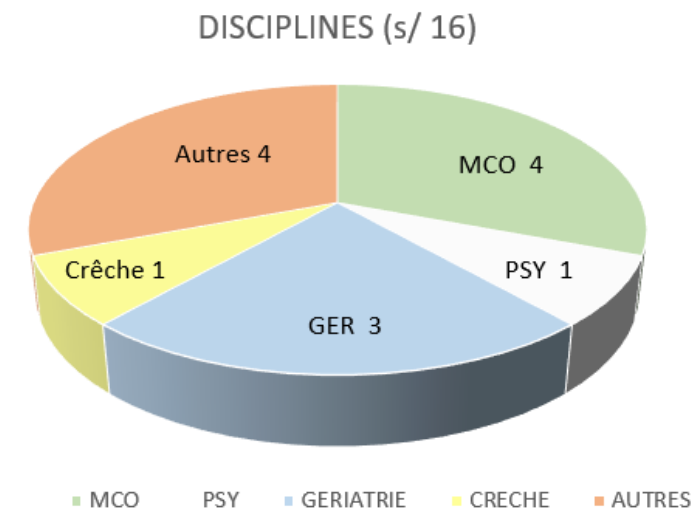 DISCIPLINES (s/ 16)
Autres 4
MCO 4
Crêche 1
PSY 1
GER 3
MCO PSY GERIATRIE CRECHE AUTRES